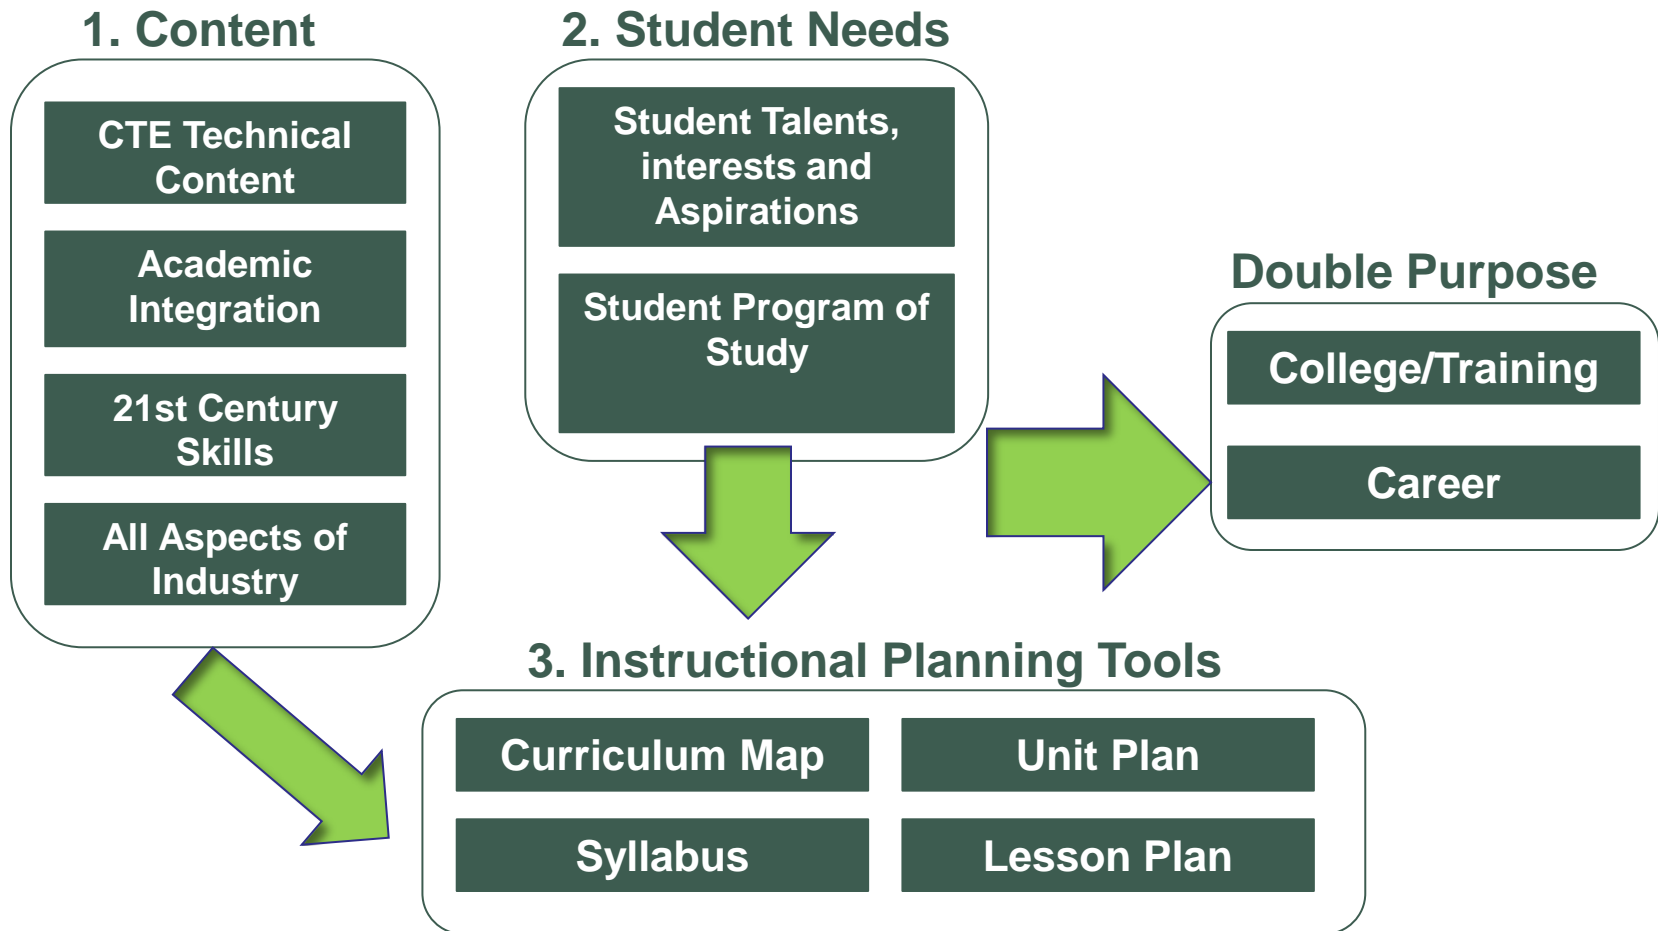 1. Content
CTE Technical
Content
Academic
Integration
21st Century
Skills
All Aspects of
Industry
2. Student Needs
Student Talents,
interests and
Aspirations
Student Program of
Study
Double Purpose
College/Training
Career
3. Instructional Planning Tools
Curriculum Map
Unit Plan
Syllabus
Lesson Plan